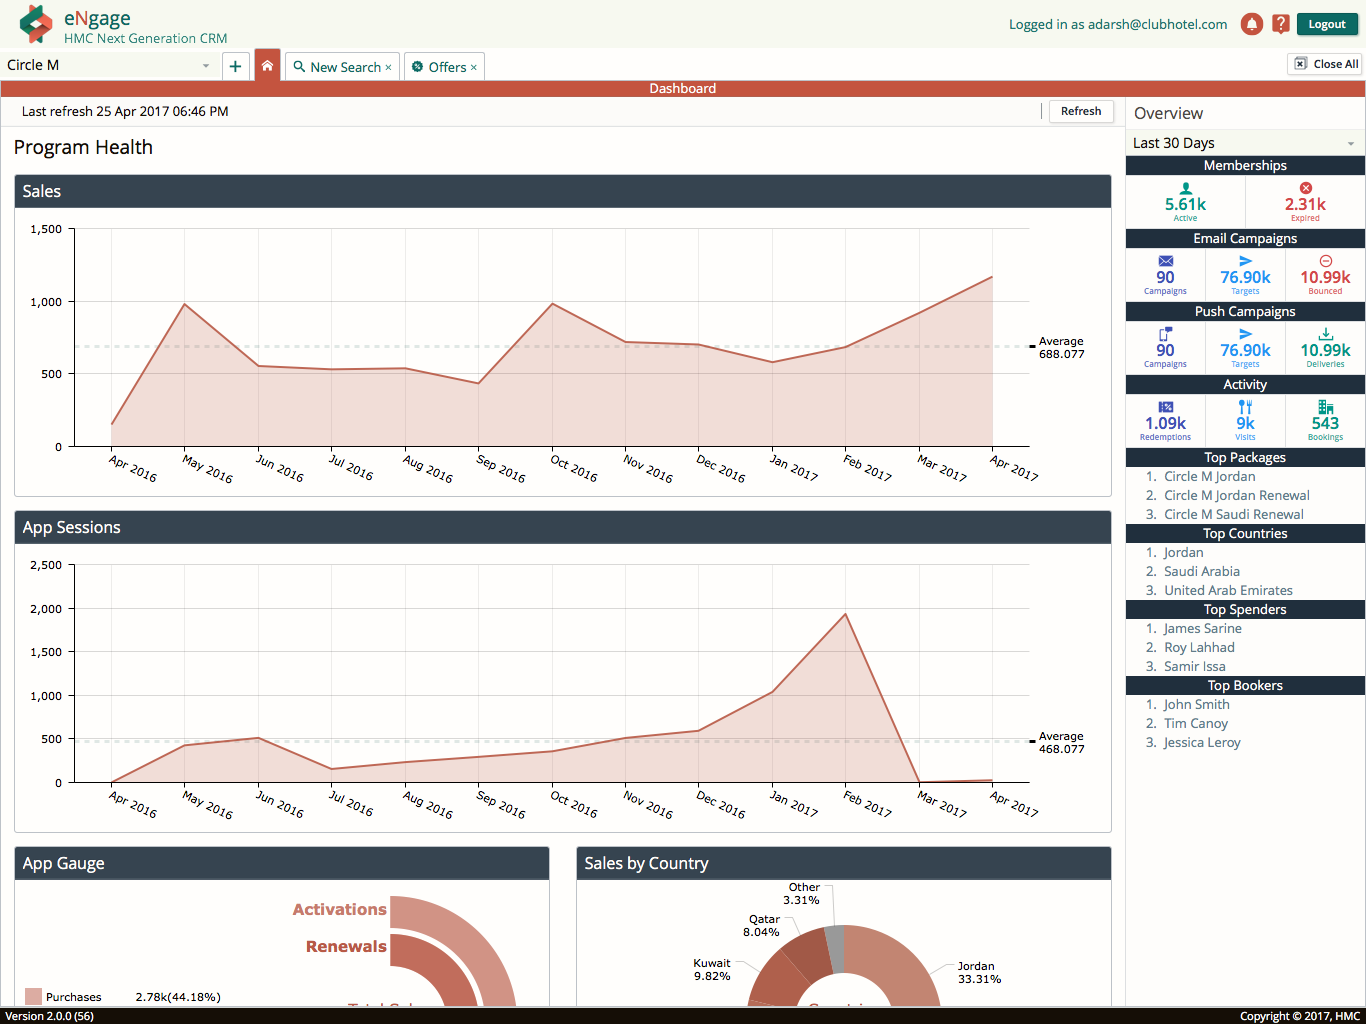 eNgage
HMC Next Generation CRM
Logged in as adarsh@clubhotel.com
Logout
Circle M
New Search ×
Offers ×
Close All
Dashboard
Last refresh 25 Apr 2017 06:46 PM
Refresh
Program Health
Sales
1,500
1,000
500
0
Average
688.077
Apr 2016
May 2016
Jun 2016
Jul 2016
Aug 2016
Sep 2016
Oct 2016
Nov 2016
Dec 2016
Jan 2017
Feb 2017
Mar 2017
Apr 2017
App Sessions
2,500
2,000
1,500
1,000
500
0
Average
468.077
Apr 2016
May 2016
Jun 2016
Jul 2016
Aug 2016
Sep 2016
Oct 2016
Nov 2016
Dec 2016
Jan 2017
Feb 2017
Mar 2017
Apr 2017
App Gauge
Activations
Renewals
Purchases 2.78k(44.18%)
Sales by Country
Other
3.31%
Qatar
8.04%
Kuwait
9.82%
Jordan
33.31%
Overview
Last 30 Days
Memberships
5.61k
Active
2.31k
Expired
Email Campaigns
90
Campaigns
76.90k
Targets
10.99k
Bounced
Push Campaigns
90
Campaigns
76.90k
Targets
10.99k
Deliveries
Activity
1.09k
Redemptions
9k
Visits
543
Bookings
Top Packages
1. Circle M Jordan
2. Circle M Jordan Renewal
3. Circle M Saudi Renewal
Top Countries
1. Jordan
2. Saudi Arabia
3. United Arab Emirates
Top Spenders
1. James Sarine
2. Roy Lahhad
3. Samir Issa
Top Bookers
1. John Smith
2. Tim Canoy
3. Jessica Leroy
Version 2.0.0 (56)
Copyright © 2017, HMC